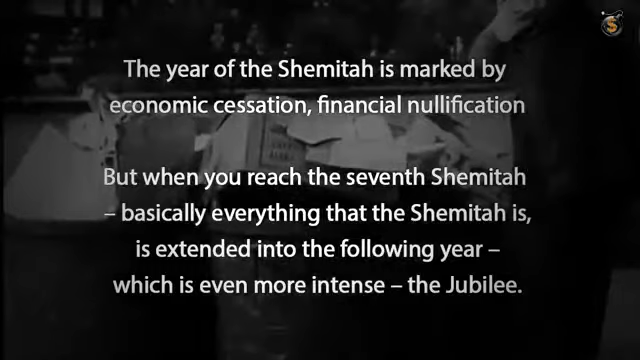 The year of the Shemitah is marked by
economic cessation, financial nullification
But when you reach the seventh Shemitah
– basically everything that the Shemitah is,
is extended into the following year –
which is even more intense – the Jubilee.